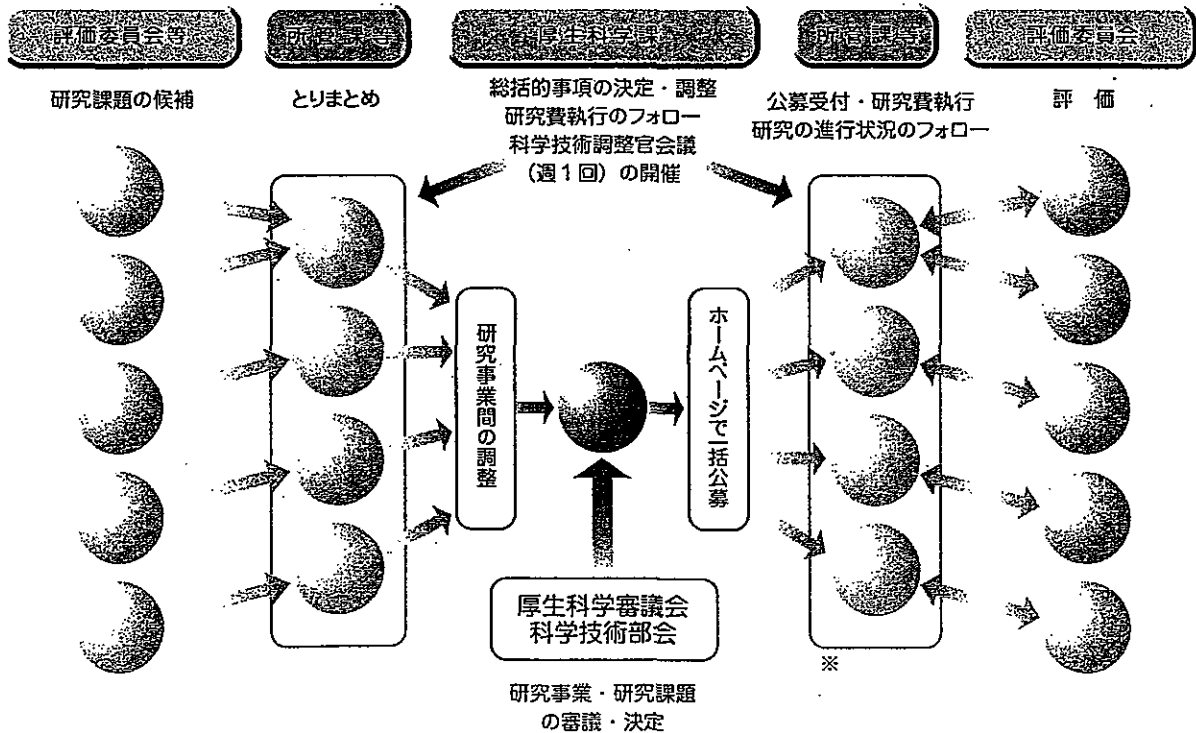 評価委員会等
所管課等
厚生科学課
所管課等
評価委員会
研究課題の候補
とりまとめ
総括的事項の決定・調整
研究費執行のフォロー
科学技術調整官会議
(週1回)の開催
公募受付・研究費執行
研究の進行状況のフォロー
評 価
研究事業間の調整
ホームページで一括公募
厚生科学審議会
科学技術部会
※
研究事業・研究課題
の審議・決定